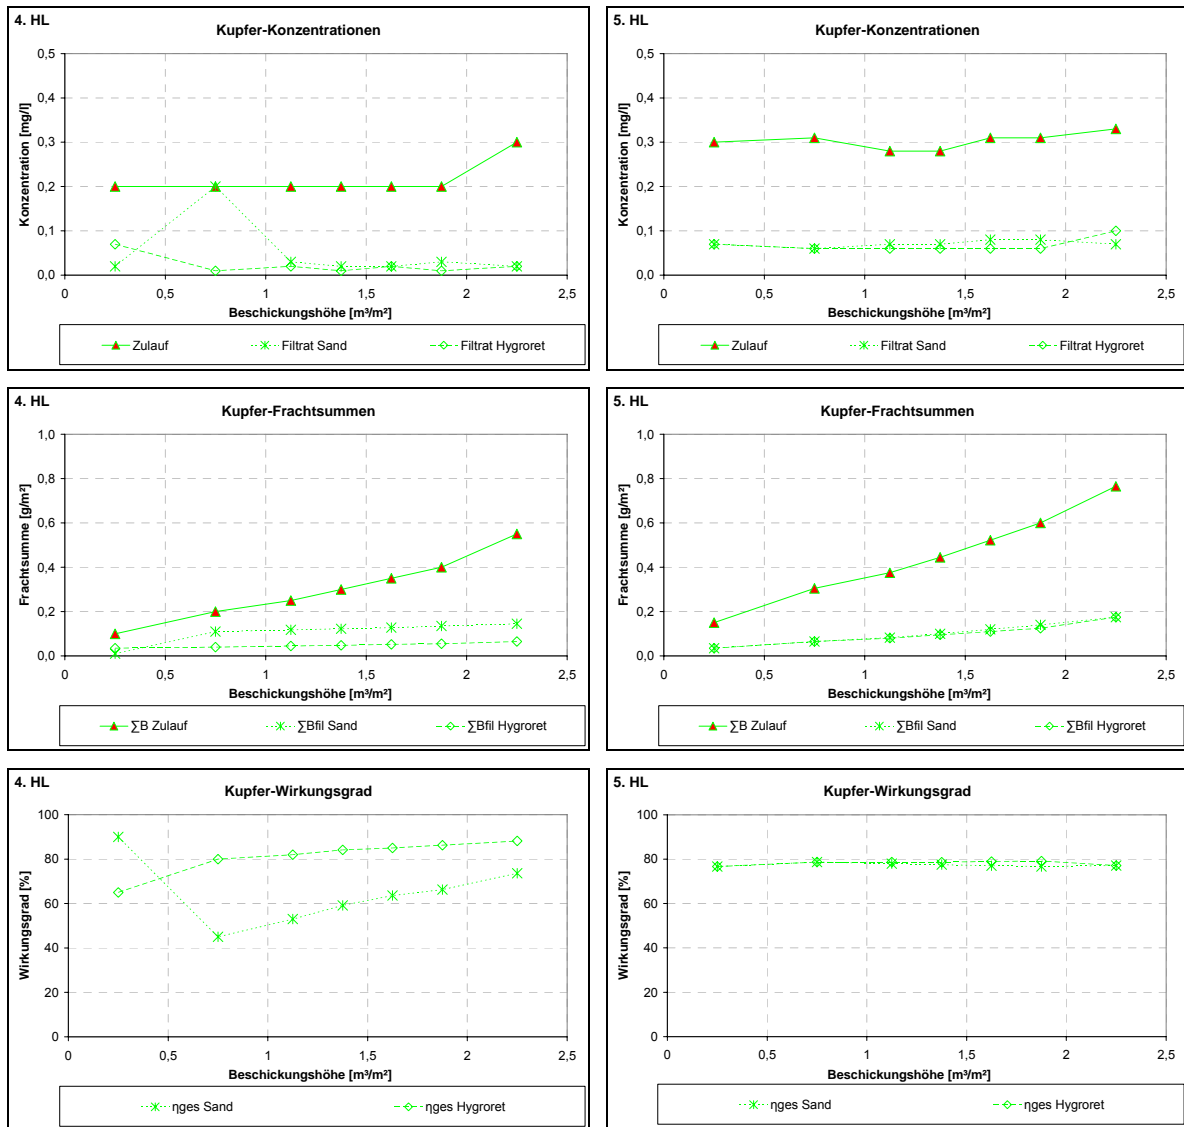 4. HL
Kupfer-Konzentrationen
Konzentration [mg/l]
0,5
0,4
0,3
0,2
0,1
0,0
0 0,5 1 1,5 2 2,5
Beschickungshöhe [m³/m²]
Zulauf Filtrat Sand Filtrat Hygroret
5. HL
Kupfer-Konzentrationen
Konzentration [mg/l]
0,5
0,4
0,3
0,2
0,1
0,0
0 0,5 1 1,5 2 2,5
Beschickungshöhe [m³/m²]
Zulauf Filtrat Sand Filtrat Hygroret
4. HL
Kupfer-Frachtsummen
Frachtsumme [g/m²]
1,0
0,8
0,6
0,4
0,2
0,0
0 0,5 1 1,5 2 2,5
Beschickungshöhe [m³/m²]
∑B Zulauf ∑Bfil Sand ∑Bfil Hygroret
5. HL
Kupfer-Frachtsummen
Frachtsumme [g/m²]
1,0
0,8
0,6
0,4
0,2
0,0
0 0,5 1 1,5 2 2,5
Beschickungshöhe [m³/m²]
∑B Zulauf ∑Bfil Sand ∑Bfil Hygroret
4. HL
Kupfer-Wirkungsgrad
Wirkungsgrad [%]
100
80
60
40
20
0
0 0,5 1 1,5 2 2,5
Beschickungshöhe [m³/m²]
ηges Sand ηges Hygroret
5. HL
Kupfer-Wirkungsgrad
Wirkungsgrad [%]
100
80
60
40
20
0
0 0,5 1 1,5 2 2,5
Beschickungshöhe [m³/m²]
ηges Sand ηges Hygroret